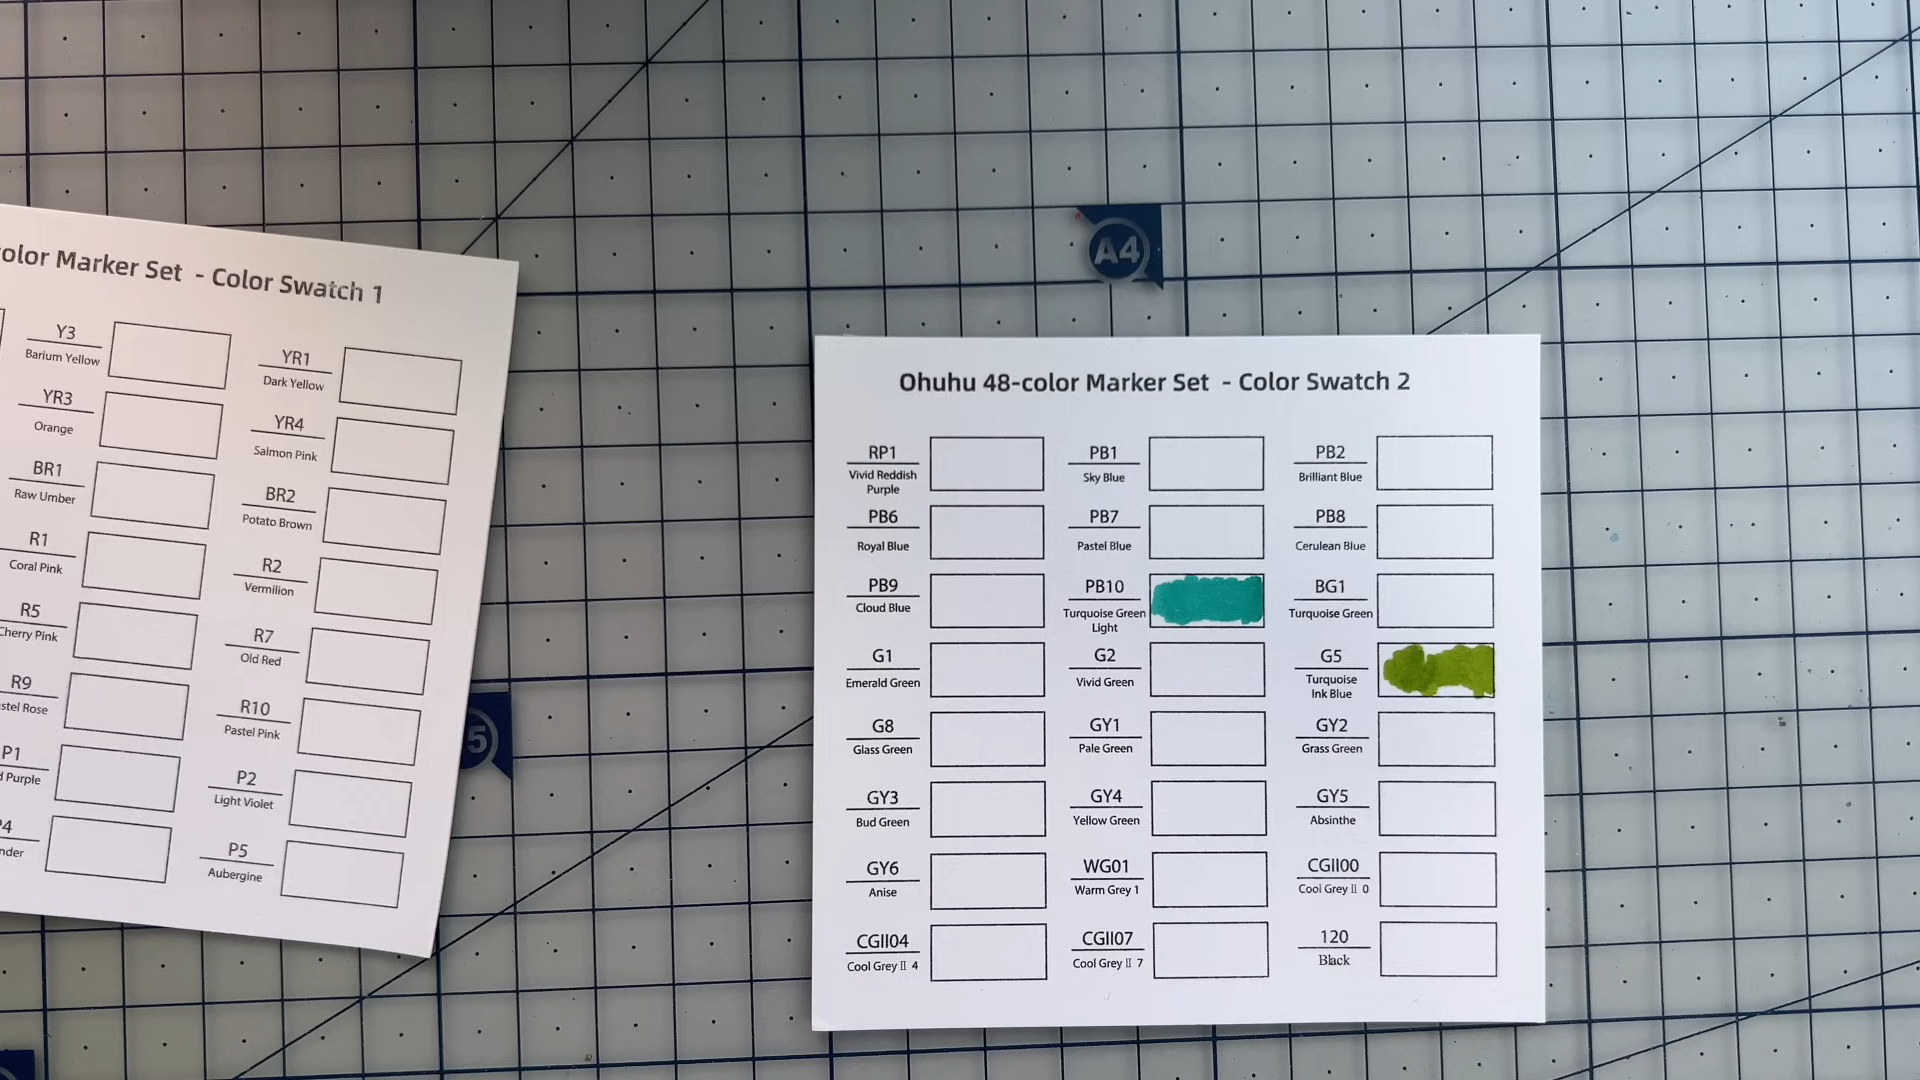 Color Marker Set - Color Swatch 1
Y3
Barium Yellow
YR1
Dark Yellow
YR3
Orange
YR4
Salmon Pink
BR1
Raw Umber
BR2
Potato Brown
R1
Coral Pink
R2
Vermilion
R5
Cherry Pink
R7
Old Red
R9
stel Rose
R10
Pastel Pink
P1
d Purple
P2
Light Violet
P4
nder
P5
Aubergine
5
A4
Ohuhu 48-color Marker Set - Color Swatch 2
RP1
Vivid Reddish
Purple
PB1
Sky Blue
PB2
Brilliant Blue
PB6
Royal Blue
PB7
Pastel Blue
PB8
Cerulean Blue
PB9
Cloud Blue
PB10
Turquoise Green
Light
BG1
Turquoise Green
G1
Emerald Green
G2
Vivid Green
G5
Turquoise
Ink Blue
G8
Glass Green
GY1
Pale Green
GY2
Grass Green
GY3
Bud Green
GY4
Yellow Green
GY5
Absinthe
GY6
Anise
WG01
Warm Grey 1
CGII00
Cool Grey II 0
CGII04
Cool Grey II 4
CGII07
Cool Grey II 7
120
Black